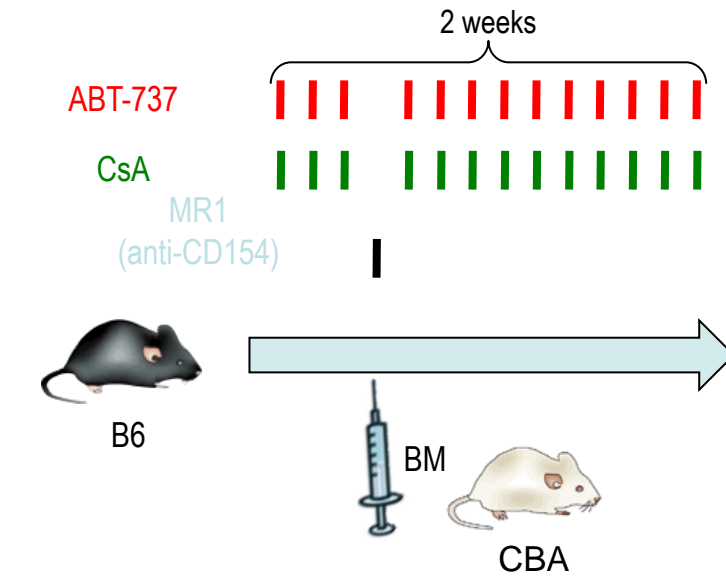 2 weeks
ABT-737
CsA
MR1
(anti-CD154)
B6
BM
CBA